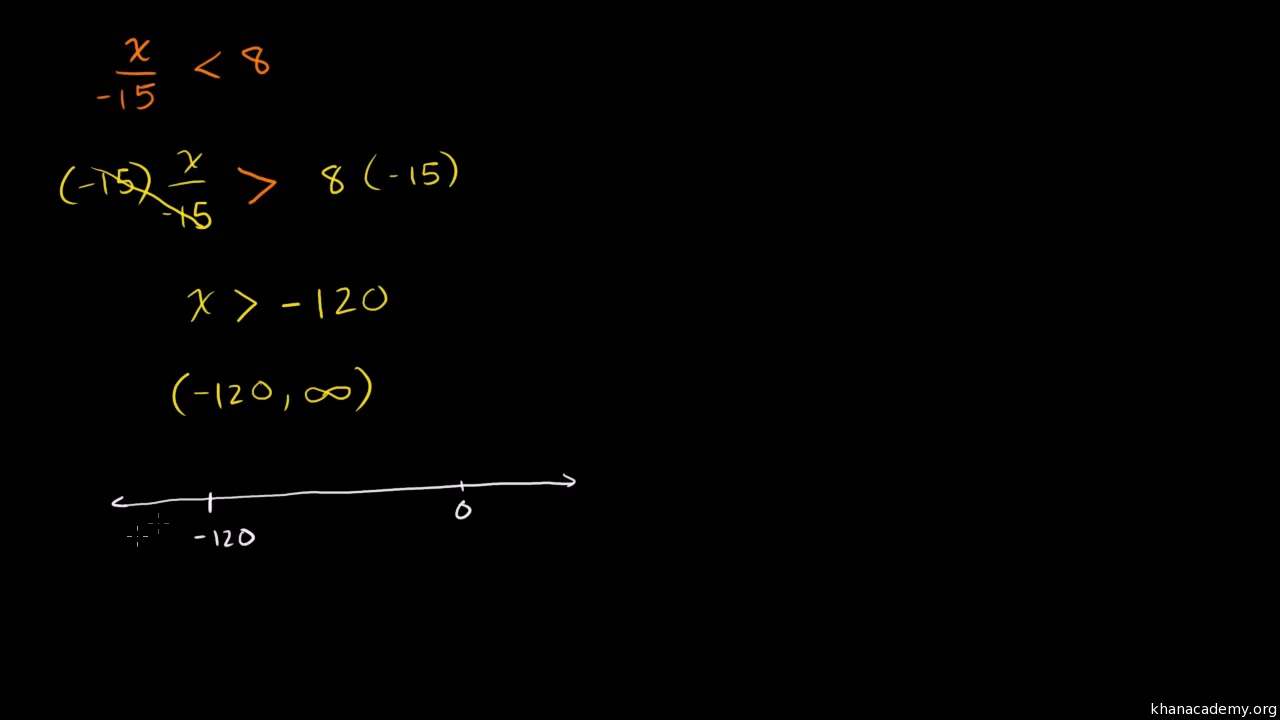 x/-15 < 8
(-15) x/-15 > 8 (-15)
x > -120
(-120, ∞)
-120 0
khanacademy.org